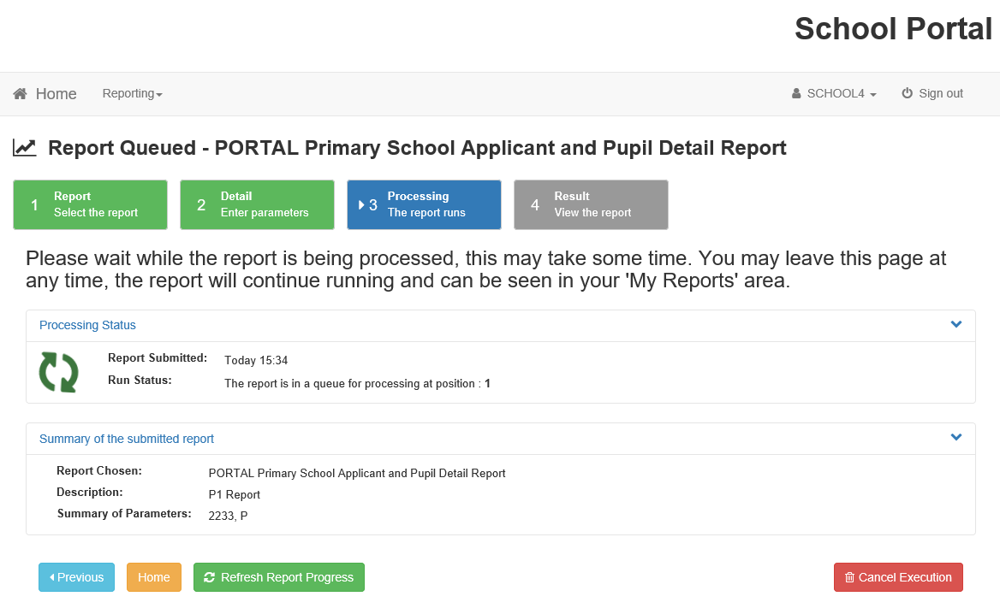 School Portal
Home Reporting SCHOOL4 Sign out
Report Queued - PORTAL Primary School Applicant and Pupil Detail Report
1 Report Select the report
2 Detail Enter parameters
3 Processing The report runs
4 Result View the report
Please wait while the report is being processed, this may take some time. You may leave this page at
any time, the report will continue running and can be seen in your 'My Reports' area.
Processing Status
Report Submitted: Today 15:34
Run Status: The report is in a queue for processing at position : 1
Summary of the submitted report
Report Chosen: PORTAL Primary School Applicant and Pupil Detail Report
Description: P1 Report
Summary of Parameters: 2233, P
Previous Home Refresh Report Progress Cancel Execution